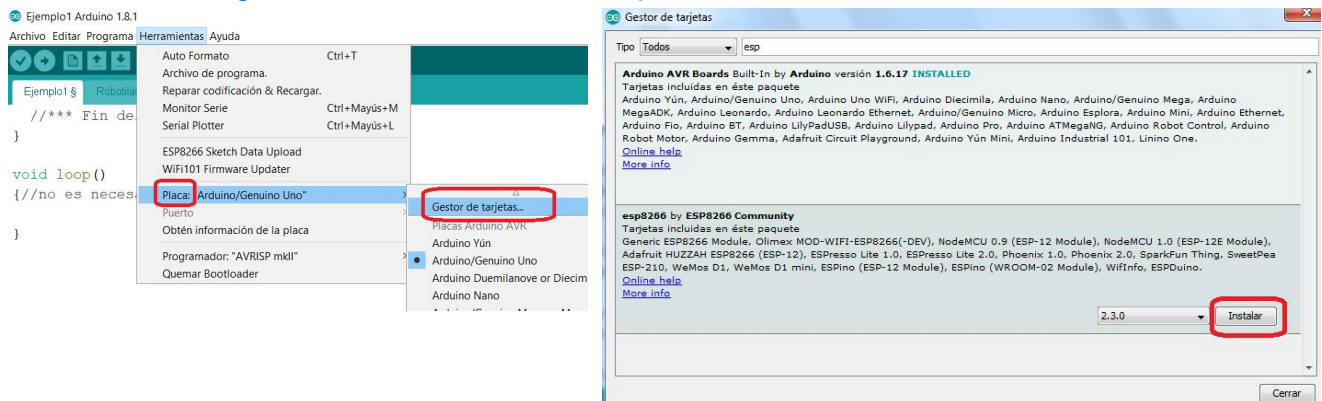 Ejemplo1 Arduino 1.8.1
Archivo Editar Programa Herramientas Ayuda
Ejemplo1 §
//*** Fin de
}
void loop()
{//no es neces
}
Auto Formato Ctrl+T
Archivo de programa.
Reparar codificación & Recargar.
Monitor Serie Ctrl+Mayús+M
Serial Plotter Ctrl+Mayús+L
ESP8266 Sketch Data Upload
WiFi101 Firmware Updater
Placa: "Arduino/Genuino Uno"
Puerto
Obtén información de la placa
Programador: "AVRISP mkII"
Quemar Bootloader
Gestor de tarjetas...
Placas Arduino AVR
Arduino Yún
Arduino/Genuino Uno
Arduino Duemilanove or Diecim
Arduino Nano
Gestor de tarjetas
Tipo Todos esp
Arduino AVR Boards Built-In by Arduino versión 1.6.17 INSTALLED
Tarjetas incluidas en éste paquete
Arduino Yún, Arduino/Genuino Uno, Arduino Uno WiFi, Arduino Diecimila, Arduino Nano, Arduino/Genuino Mega, Arduino
MegaADK, Arduino Leonardo, Arduino Leonardo Ethernet, Arduino/Genuino Micro, Arduino Esplora, Arduino Mini, Arduino Ethernet,
Arduino Fio, Arduino BT, Arduino LilyPadUSB, Arduino Lilypad, Arduino Pro, Arduino ATMegaNG, Arduino Robot Control, Arduino
Robot Motor, Arduino Gemma, Adafruit Circuit Playground, Arduino Yún Mini, Arduino Industrial 101, Linino One.
Online help
More info
esp8266 by ESP8266 Community
Tarjetas incluidas en éste paquete
Generic ESP8266 Module, Olimex MOD-WIFI-ESP8266(-DEV), NodeMCU 0.9 (ESP-12 Module), NodeMCU 1.0 (ESP-12E Module),
Adafruit HUZZAH ESP8266 (ESP-12), ESPresso Lite 1.0, ESPresso Lite 2.0, Phoenix 1.0, Phoenix 2.0, SparkFun Thing, SweetPea
ESP-210, WeMos D1, WeMos D1 mini, ESPino (ESP-12 Module), ESPino (WROOM-02 Module), WifInfo, ESPDuino.
Online help
More info
2.3.0 Instalar
Cerrar